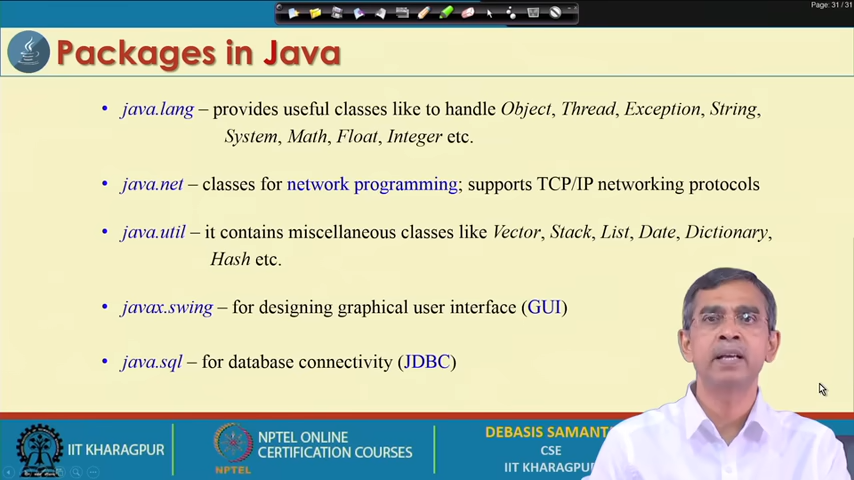 Page: 31 / 31
Packages in Java
• java.lang – provides useful classes like to handle Object, Thread, Exception, String,
System, Math, Float, Integer etc.
• java.net – classes for network programming; supports TCP/IP networking protocols
• java.util – it contains miscellaneous classes like Vector, Stack, List, Date, Dictionary,
Hash etc.
• javax.swing – for designing graphical user interface (GUI)
• java.sql – for database connectivity (JDBC)
IIT KHARAGPUR
NPTEL
NPTEL ONLINE
CERTIFICATION COURSES
DEBASIS SAMANT
CSE
IIT KHARAGPUR